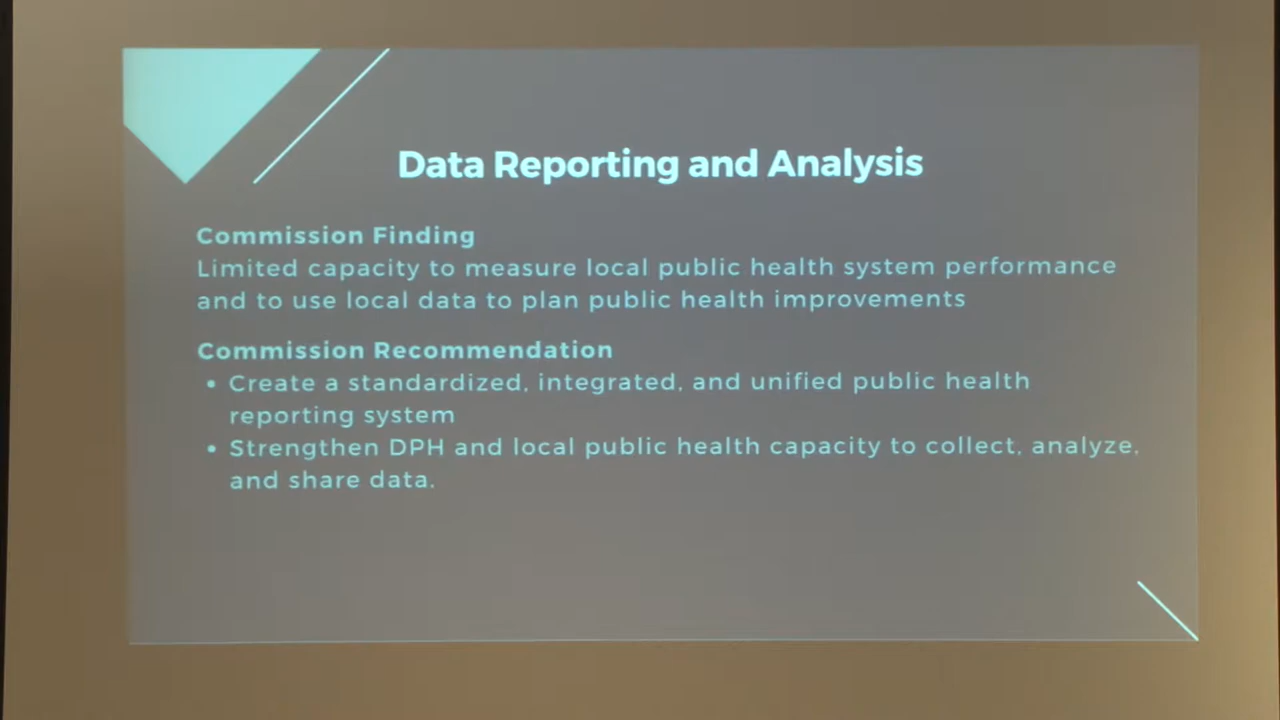 Data Reporting and Analysis
Commission Finding
Limited capacity to measure local public health system performance
and to use local data to plan public health improvements
Commission Recommendation
• Create a standardized, integrated, and unified public health
reporting system
• Strengthen DPH and local public health capacity to collect, analyze,
and share data.